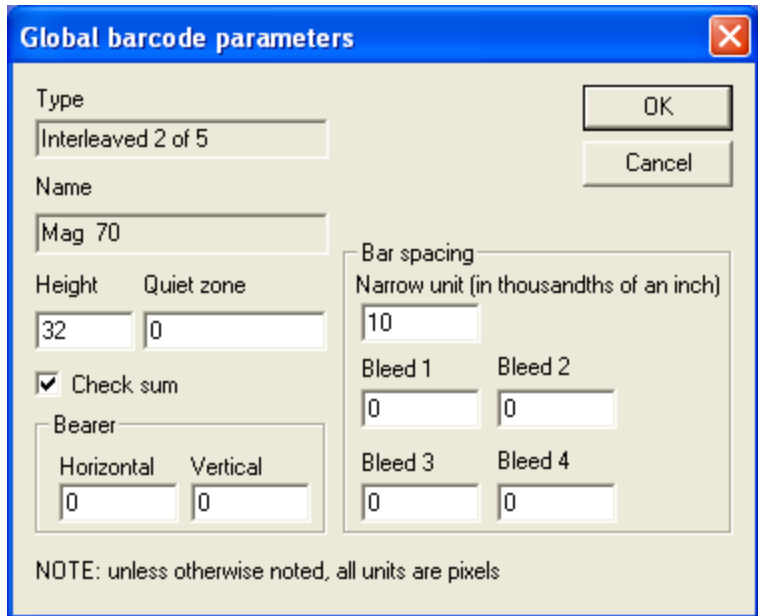 Global barcode parameters
Type
OK
Interleaved 2 of 5
Cancel
Name
Mag 70
Height Quiet zone
32 0
Check sum
Bearer
Horizontal Vertical
0 0
Bar spacing
Narrow unit (in thousandths of an inch)
10
Bleed 1 Bleed 2
0 0
Bleed 3 Bleed 4
0 0
NOTE: unless otherwise noted, all units are pixels